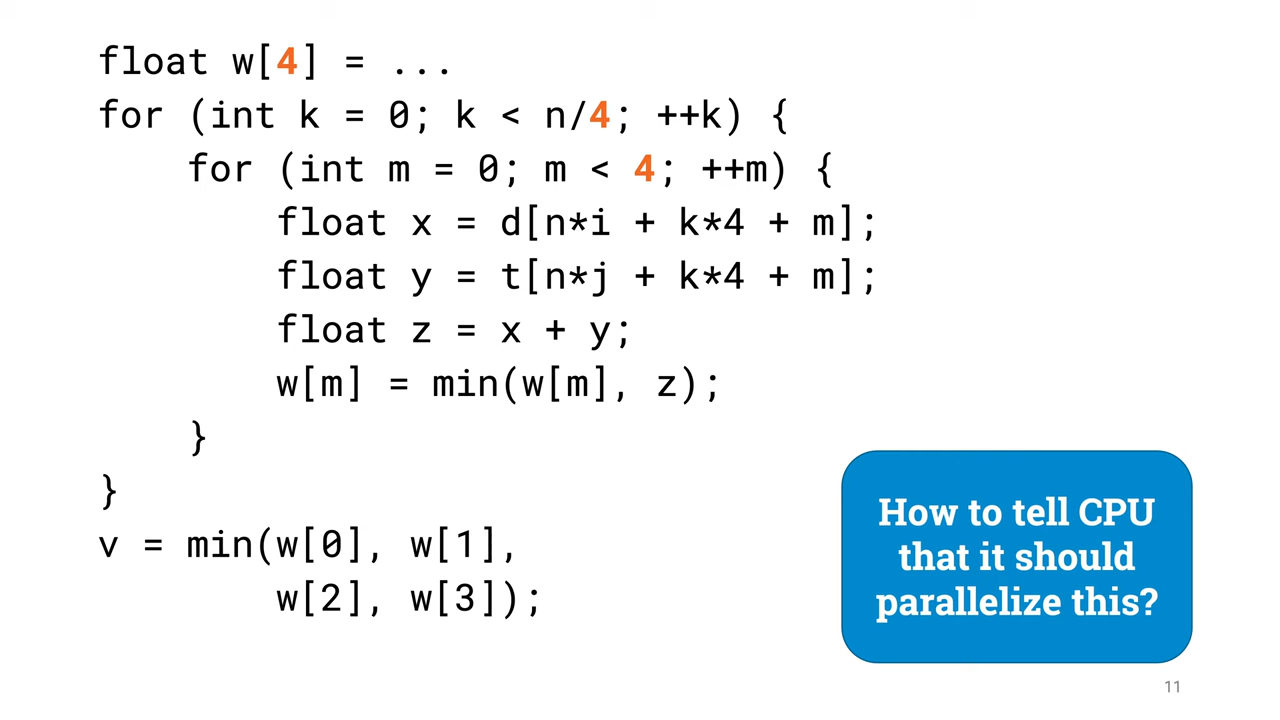 float w[4] = ...
for (int k = 0; k < n/4; ++k) {
    for (int m = 0; m < 4; ++m) {
        float x = d[n*i + k*4 + m];
        float y = t[n*j + k*4 + m];
        float z = x + y;
        w[m] = min(w[m], z);
    }
}
v = min(w[0], w[1],
        w[2], w[3]);
How to tell CPU
that it should
parallelize this?
11